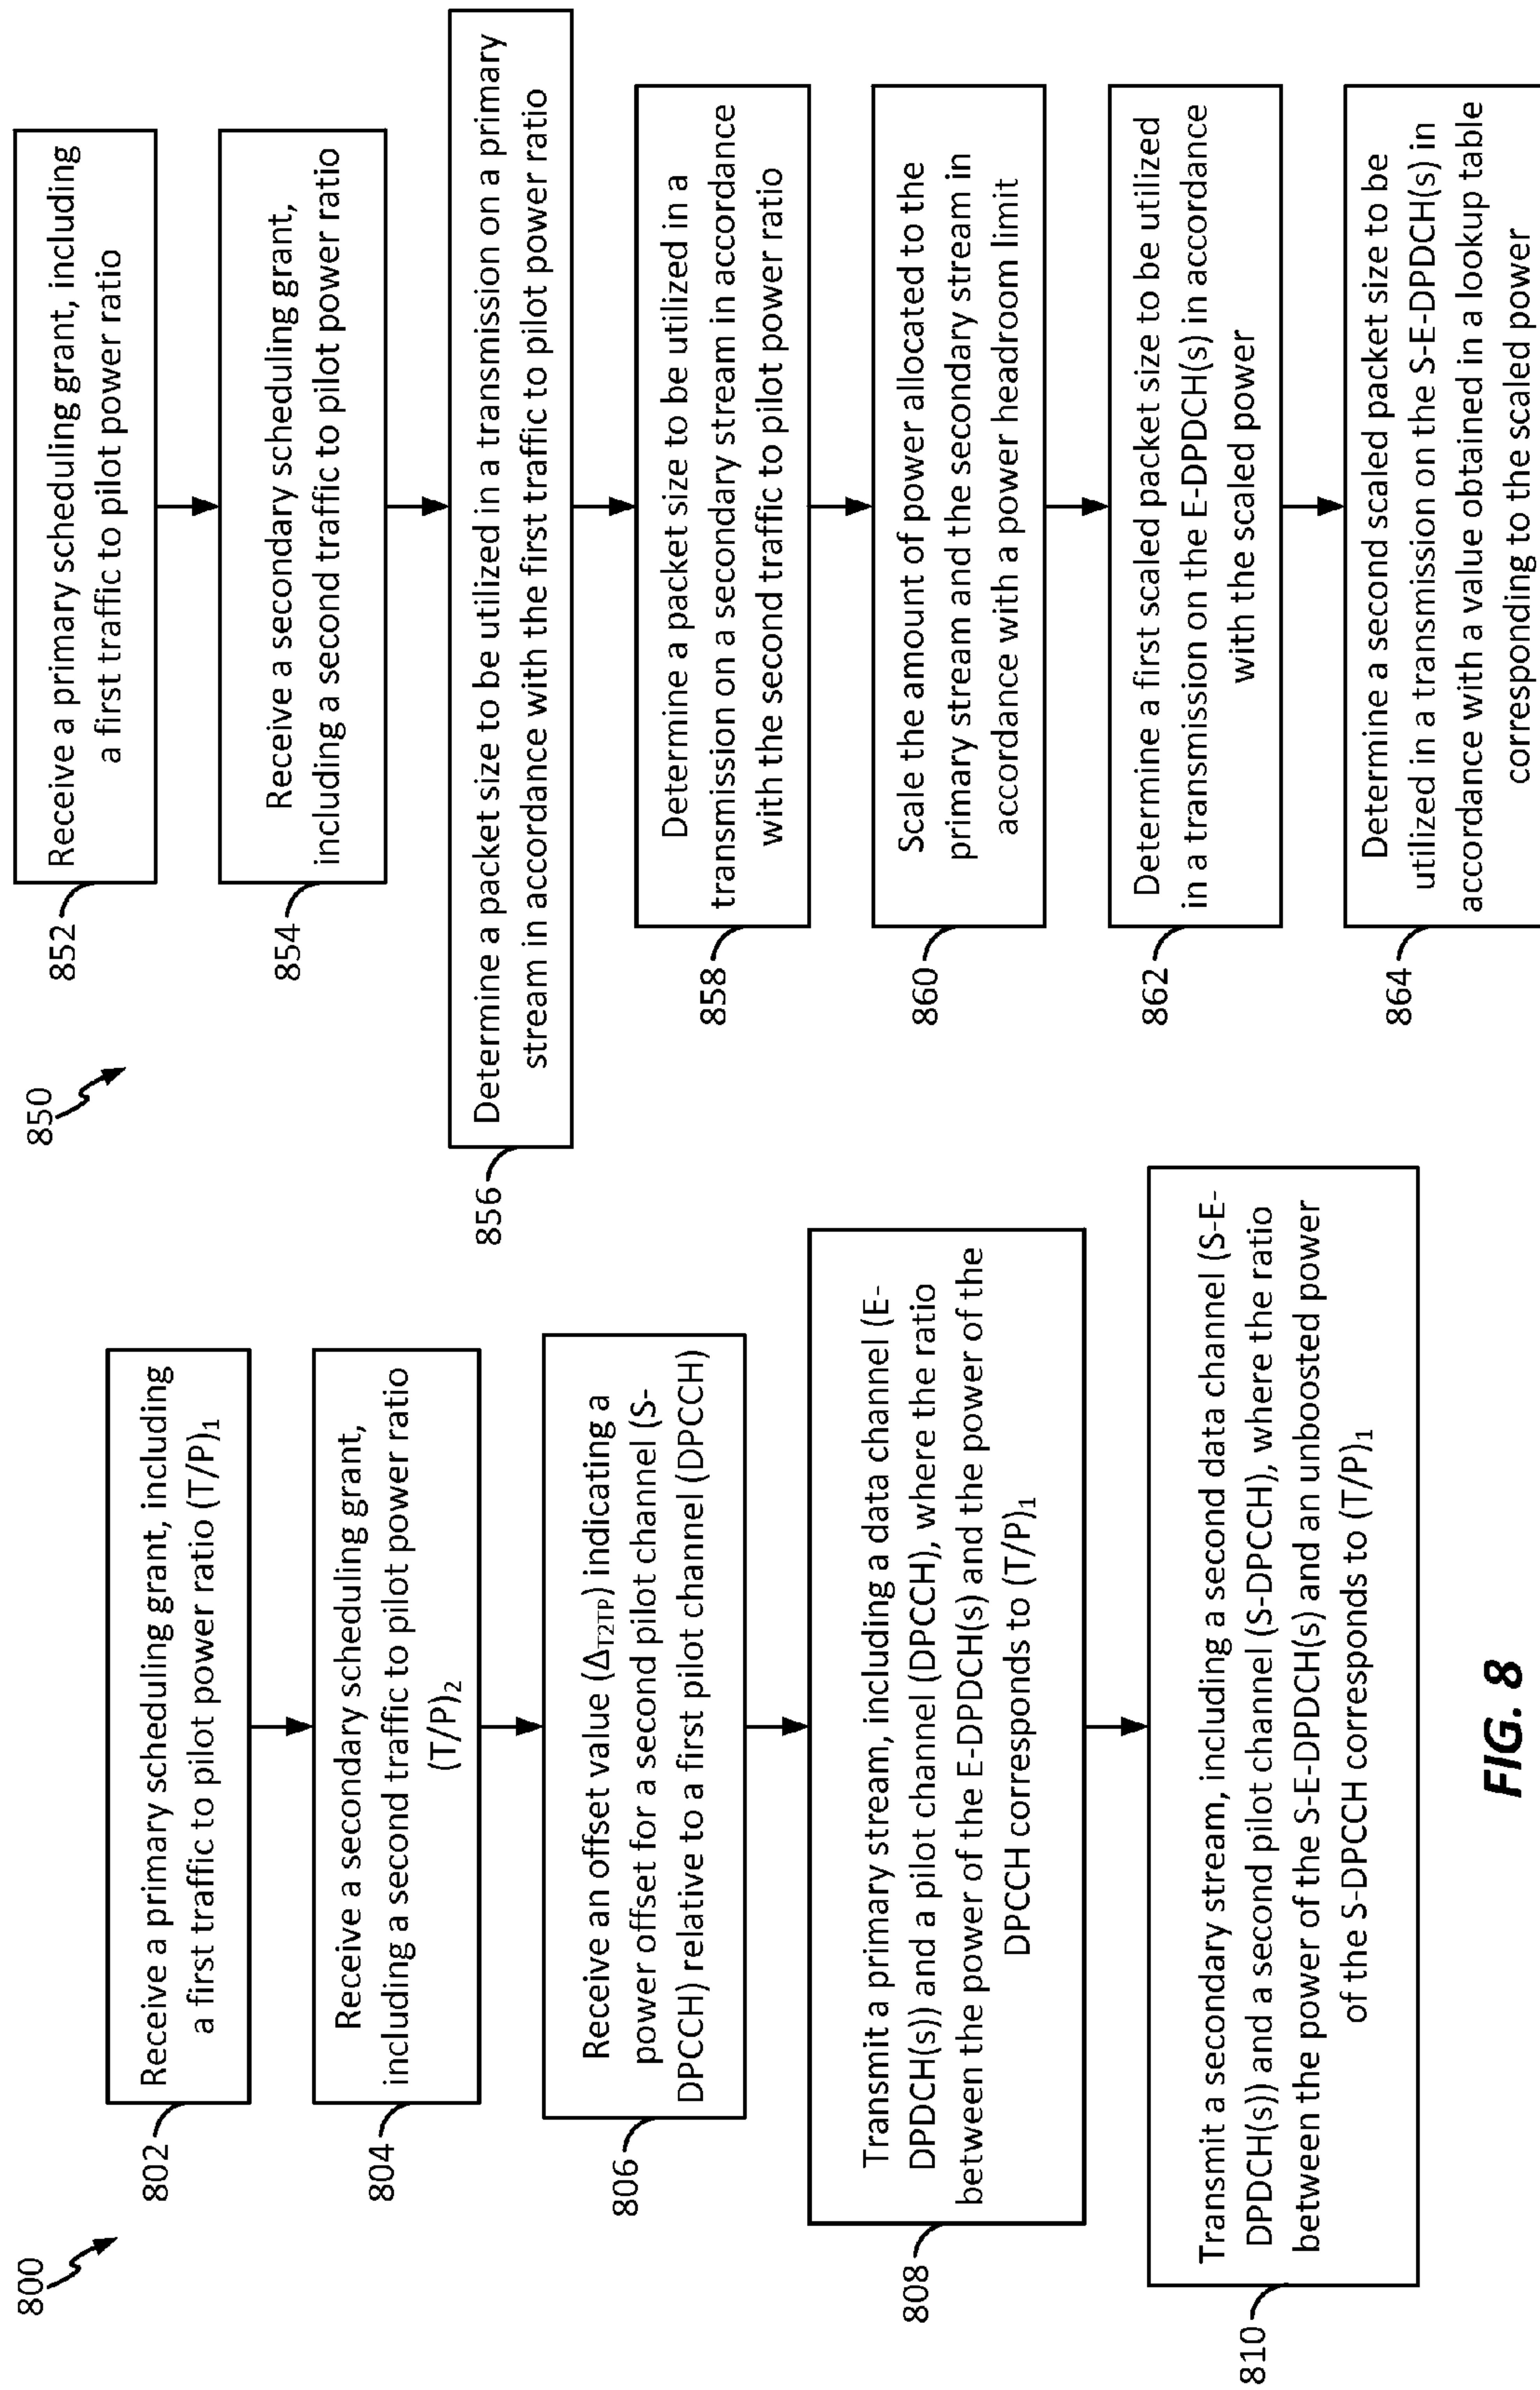 800
802
Receive a primary scheduling grant, including
a first traffic to pilot power ratio (T/P)₁
804
Receive a secondary scheduling grant,
including a second traffic to pilot power ratio
(T/P)₂
806
Receive an offset value (Δ_T2TP) indicating a
power offset for a second pilot channel (S-
DPCCH) relative to a first pilot channel (DPCCH)
808
Transmit a primary stream, including a data channel (E-
DPDCH(s)) and a pilot channel (DPCCH), where the ratio
between the power of the E-DPDCH(s) and the power of the
DPCCH corresponds to (T/P)₁
810
Transmit a secondary stream, including a second data channel (S-E-
DPDCH(s)) and a second pilot channel (S-DPCCH), where the ratio
between the power of the S-E-DPDCH(s) and an unboosted power
of the S-DPCCH corresponds to (T/P)₁
850
852
Receive a primary scheduling grant, including
a first traffic to pilot power ratio
854
Receive a secondary scheduling grant,
including a second traffic to pilot power ratio
856
Determine a packet size to be utilized in a transmission on a primary
stream in accordance with the first traffic to pilot power ratio
858
Determine a packet size to be utilized in a
transmission on a secondary stream in accordance
with the second traffic to pilot power ratio
860
Scale the amount of power allocated to the
primary stream and the secondary stream in
accordance with a power headroom limit
862
Determine a first scaled packet size to be utilized
in a transmission on the E-DPDCH(s) in accordance
with the scaled power
864
Determine a second scaled packet size to be
utilized in a transmission on the S-E-DPDCH(s) in
accordance with a value obtained in a lookup table
corresponding to the scaled power
FIG. 8